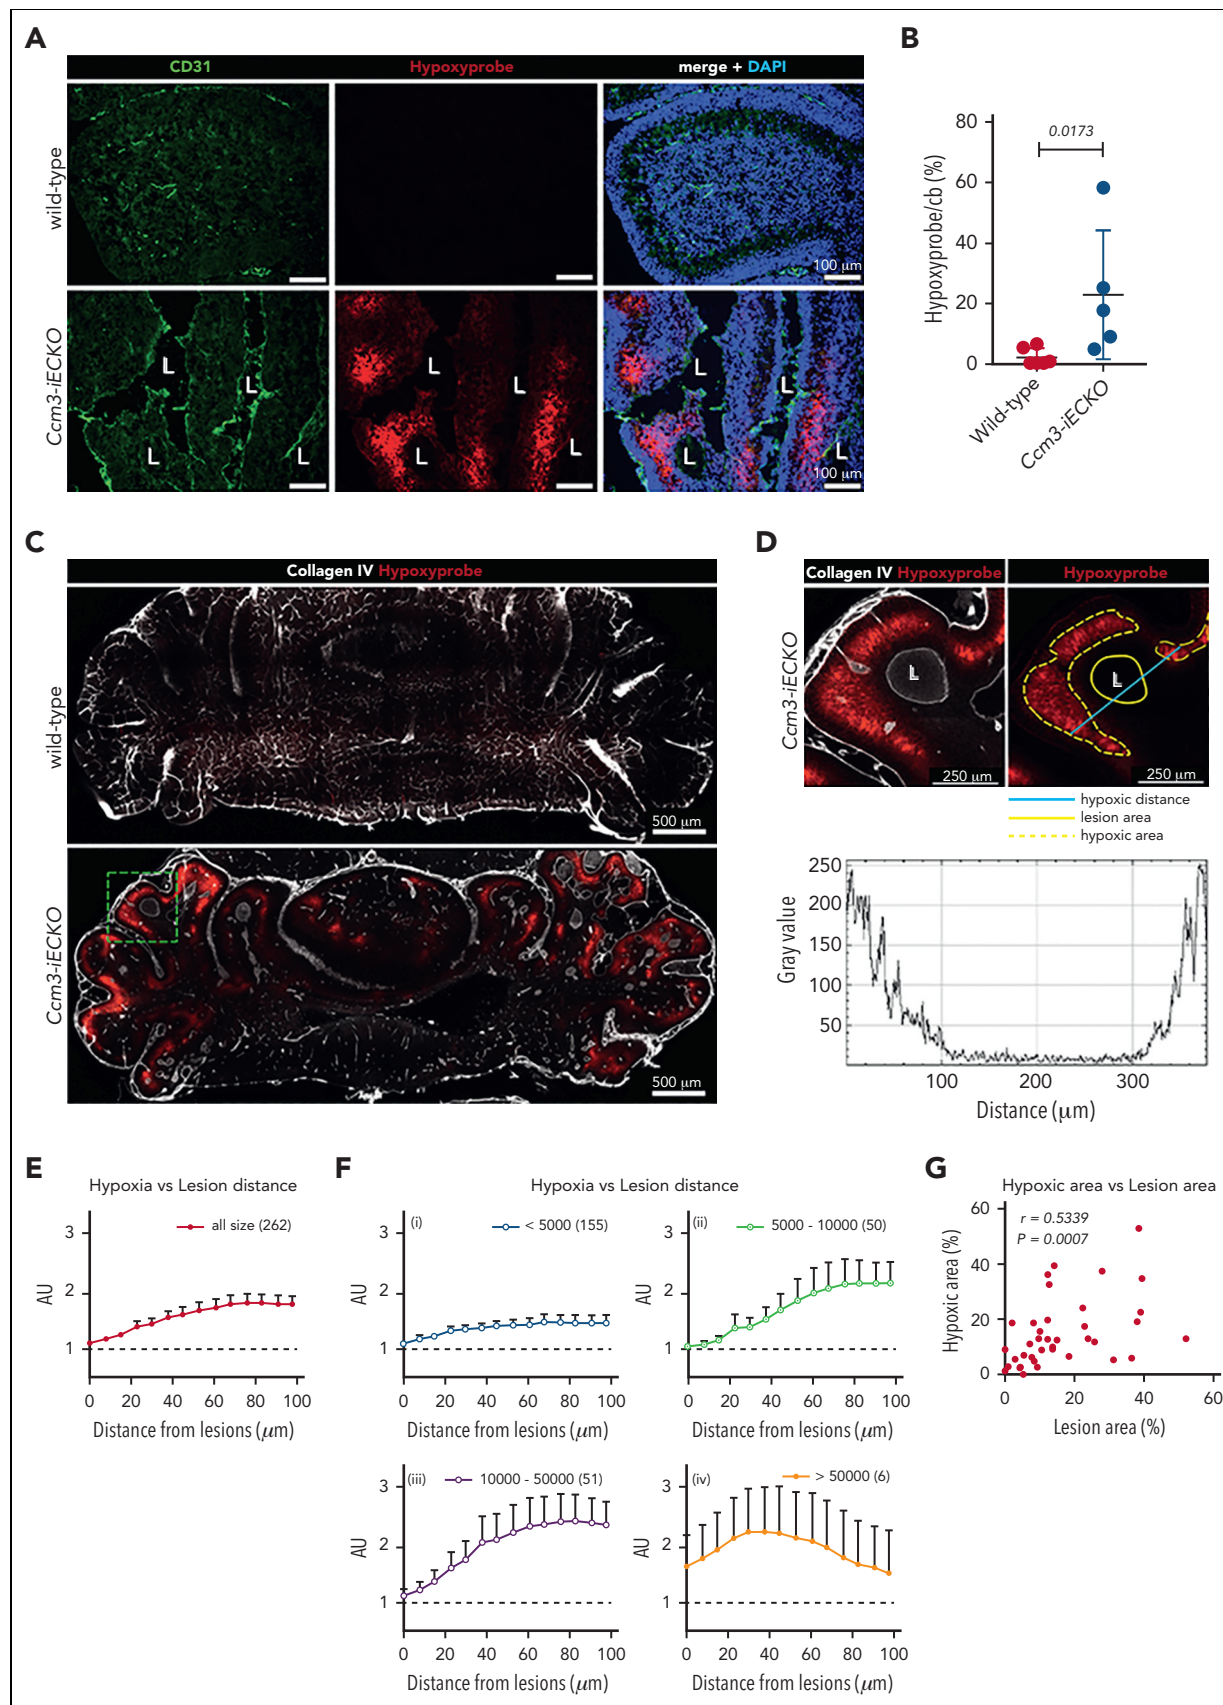 A
CD31
Hypoxyprobe
merge + DAPI
wild-type
100 µm
Ccm3-iECKO
L
L
L
L
L
L
L
L
L
L
L
L
100 µm
B
Hypoxyprobe/cb (%)
80
60
40
20
0
0.0173
Wild-type
Ccm3-iECKO
C
Collagen IV Hypoxyprobe
wild-type
500 µm
Ccm3-iECKO
500 µm
D
Collagen IV Hypoxyprobe
Hypoxyprobe
Ccm3-iECKO
L
L
250 µm
250 µm
hypoxic distance
lesion area
hypoxic area
Gray value
250
200
150
100
50
100
200
300
Distance (µm)
E
Hypoxia vs Lesion distance
all size (262)
AU
3
2
1
0 20 40 60 80 100
Distance from lesions (µm)
F
Hypoxia vs Lesion distance
(i)
< 5000 (155)
AU
3
2
1
0 20 40 60 80 100
Distance from lesions (µm)
(ii)
5000 - 10000 (50)
AU
3
2
1
0 20 40 60 80 100
Distance from lesions (µm)
(iii)
10000 - 50000 (51)
AU
3
2
1
0 20 40 60 80 100
Distance from lesions (µm)
(iv)
> 50000 (6)
AU
3
2
1
0 20 40 60 80 100
Distance from lesions (µm)
G
Hypoxic area vs Lesion area
r = 0.5339
P = 0.0007
Hypoxic area (%)
60
40
20
0
0 20 40 60
Lesion area (%)